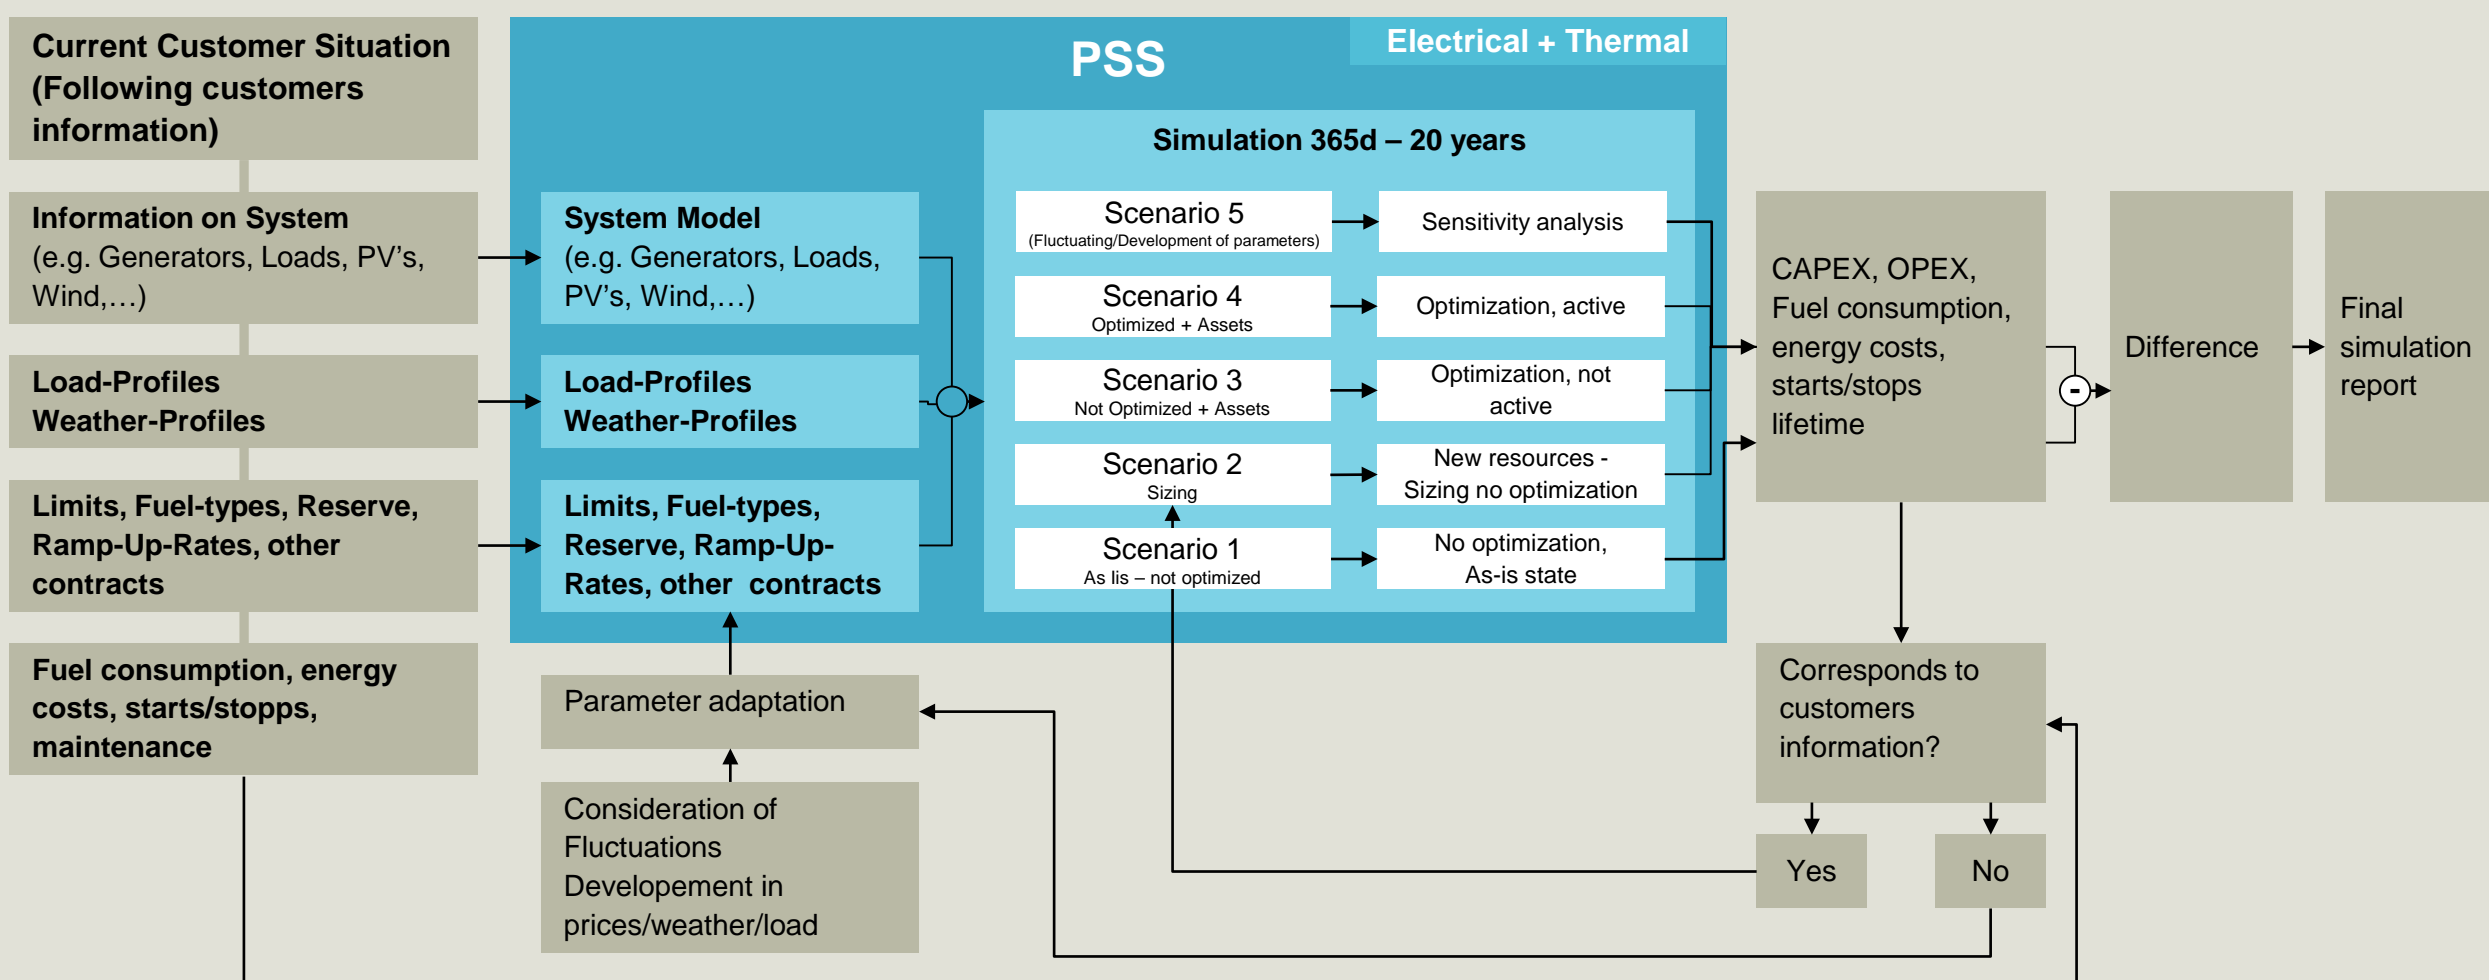 Current Customer Situation
(Following customers
information)
Information on System
(e.g. Generators, Loads, PV's,
Wind,…)
Load-Profiles
Weather-Profiles
Limits, Fuel-types, Reserve,
Ramp-Up-Rates, other
contracts
Fuel consumption, energy
costs, starts/stopps,
maintenance
PSS
Electrical + Thermal
System Model
(e.g. Generators, Loads,
PV's, Wind,…)
Load-Profiles
Weather-Profiles
Limits, Fuel-types,
Reserve, Ramp-Up-
Rates, other  contracts
Parameter adaptation
Consideration of
Fluctuations
Developement in
prices/weather/load
Simulation 365d – 20 years
Scenario 5
(Fluctuating/Development of parameters)
Sensitivity analysis
Scenario 4
Optimized + Assets
Optimization, active
Scenario 3
Not Optimized + Assets
Optimization, not
active
Scenario 2
Sizing
New resources -
Sizing no optimization
Scenario 1
As Iis – not optimized
No optimization,
As-is state
CAPEX, OPEX,
Fuel consumption,
energy costs,
starts/stops
lifetime
-
Difference
Final
simulation
report
Corresponds to
customers
information?
Yes
No